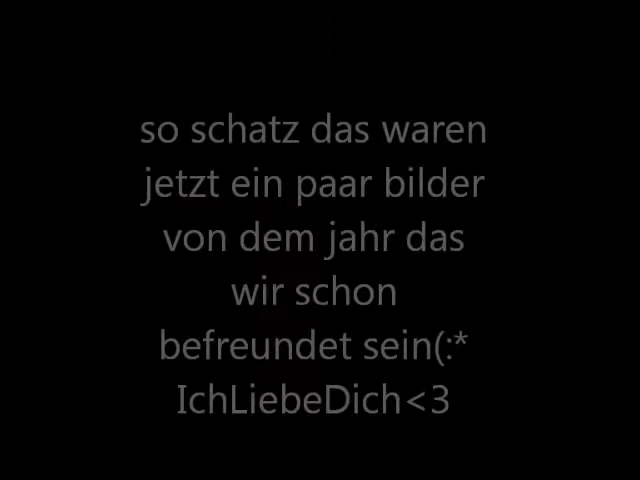 so schatz das waren
jetzt ein paar bilder
von dem jahr das
wir schon
befreundet sein(:*
IchLiebeDich<3